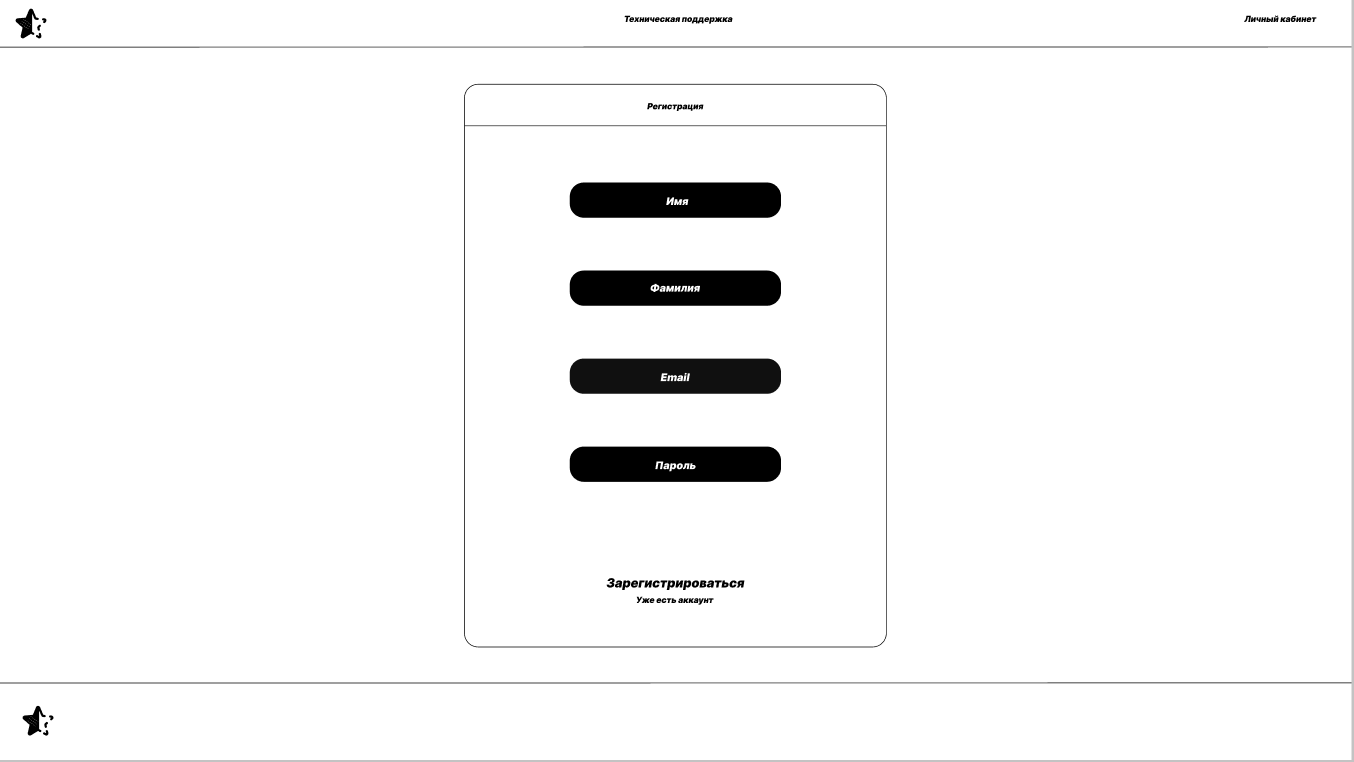 Техническая поддержка
Личный кабинет
Регистрация
Имя
Фамилия
Email
Пароль
Зарегистрироваться
Уже есть аккаунт